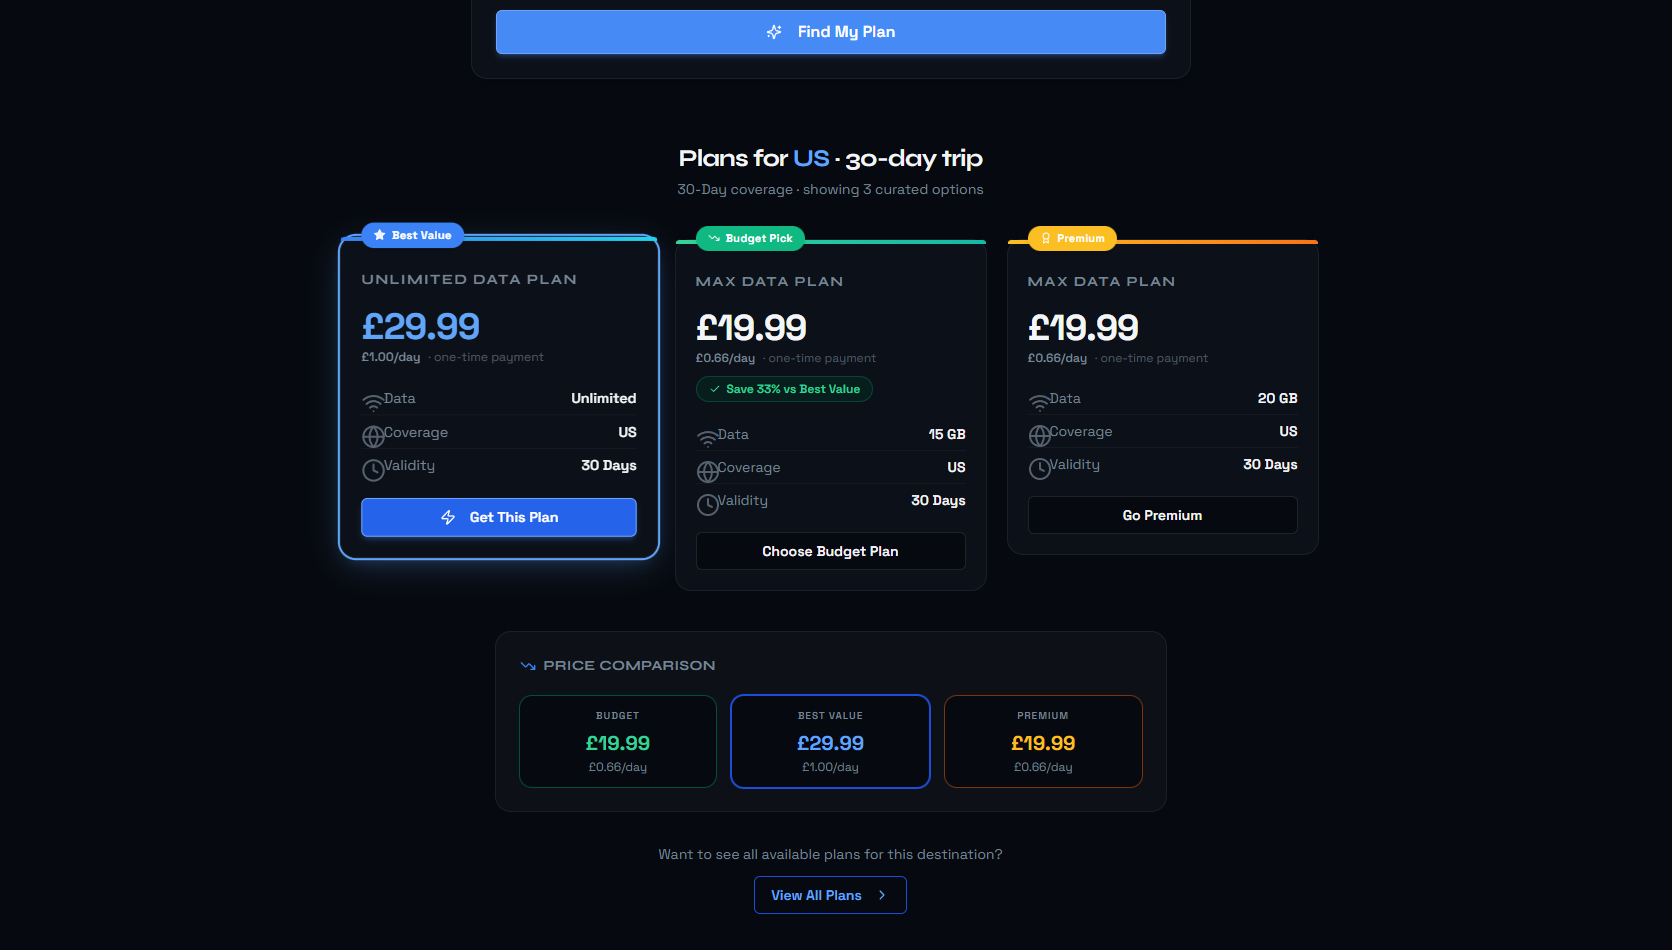 Find My Plan
Plans for US · 30-day trip
30-Day coverage · showing 3 curated options
Best Value
UNLIMITED DATA PLAN
£29.99
£1.00/day · one-time payment
Data Unlimited
Coverage US
Validity 30 Days
Get This Plan
Budget Pick
MAX DATA PLAN
£19.99
£0.66/day · one-time payment
Save 33% vs Best Value
Data 15 GB
Coverage US
Validity 30 Days
Choose Budget Plan
Premium
MAX DATA PLAN
£19.99
£0.66/day · one-time payment
Data 20 GB
Coverage US
Validity 30 Days
Go Premium
PRICE COMPARISON
BUDGET
£19.99
£0.66/day
BEST VALUE
£29.99
£1.00/day
PREMIUM
£19.99
£0.66/day
Want to see all available plans for this destination?
View All Plans